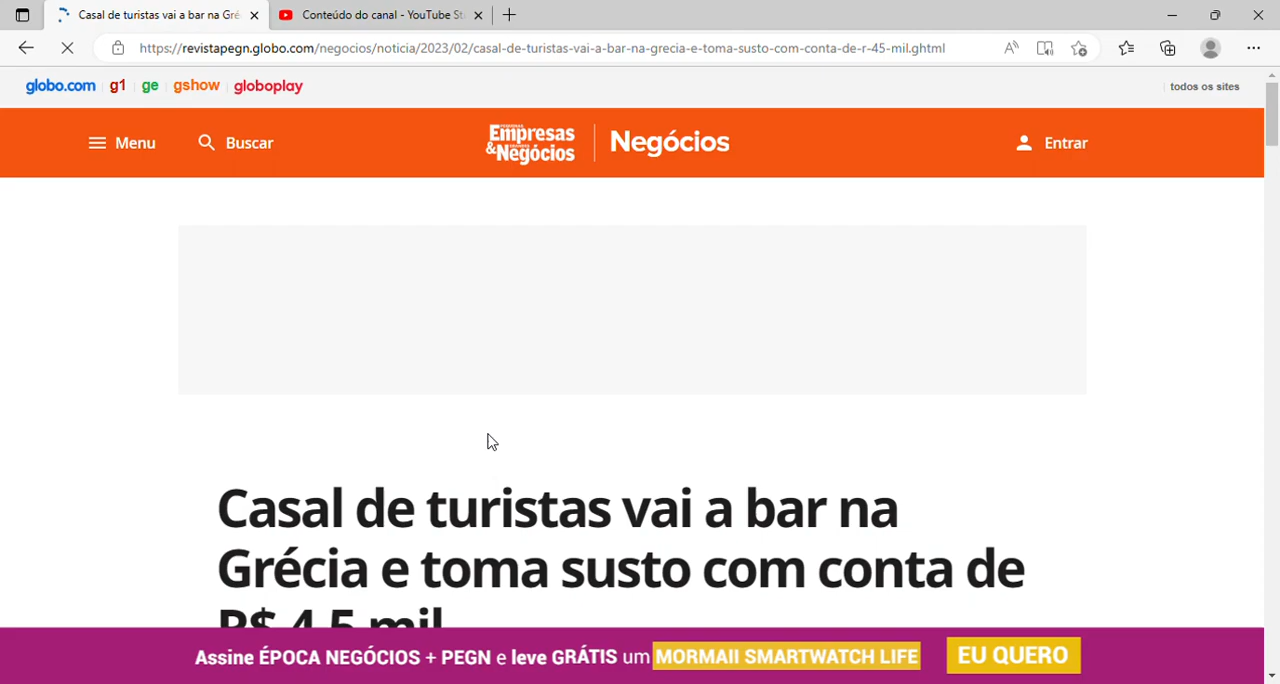 Casal de turistas vai a bar na Gré
Conteúdo do canal - YouTube St
https://revistapegn.globo.com/negocios/noticia/2023/02/casal-de-turistas-vai-a-bar-na-grecia-e-toma-susto-com-conta-de-r-45-mil.ghtml
globo.com g1 ge gshow globoplay todos os sites
Menu Buscar Empresas &Negócios Negócios Entrar
Casal de turistas vai a bar na
Grécia e toma susto com conta de
R$ 4,5 mil
Assine ÉPOCA NEGÓCIOS + PEGN e leve GRÁTIS um MORMAII SMARTWATCH LIFE EU QUERO